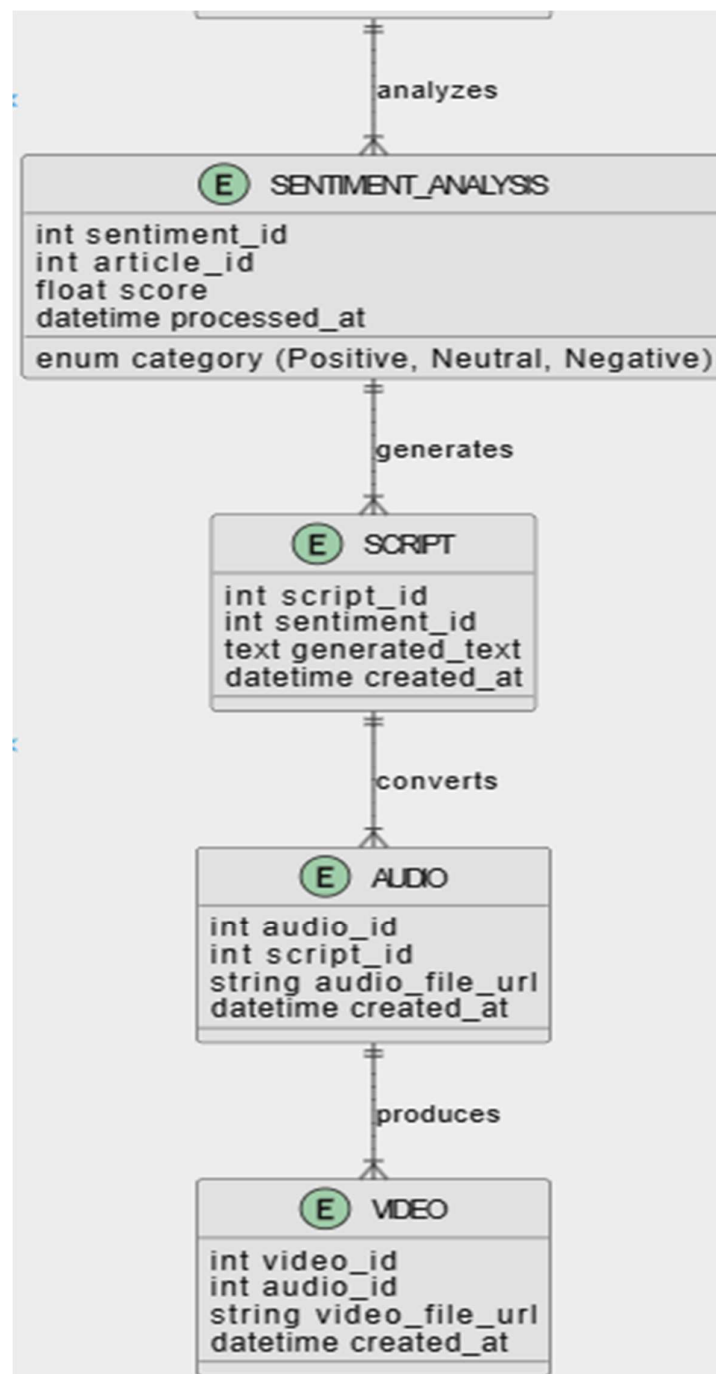 analyzes
E SENTIMENT_ANALYSIS
int sentiment_id
int article_id
float score
datetime processed_at
enum category (Positive, Neutral, Negative)
generates
E SCRIPT
int script_id
int sentiment_id
text generated_text
datetime created_at
converts
E AUDIO
int audio_id
int script_id
string audio_file_url
datetime created_at
produces
E VIDEO
int video_id
int audio_id
string video_file_url
datetime created_at